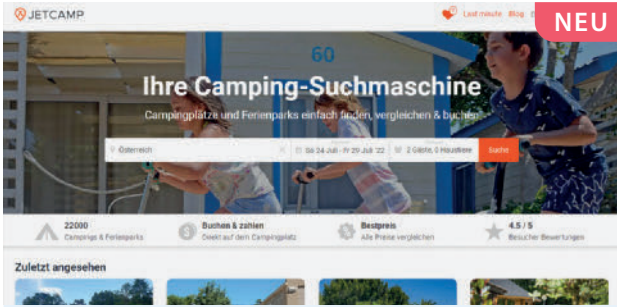 JETCAMP
Last minute Blog
NEU
60
Ihre Camping-Suchmaschine
Campingplätze und Ferienparks einfach finden, vergleichen & buchen
Österreich
So 24 Juli - Fr 29 Juli '22
2 Gäste, 0 Haustiere
Suche
22000
Campings & Ferienparks
Buchen & zahlen
Direkt auf dem Campingplatz
Bestpreis
Alle Preise vergleichen
4.5 / 5
Besucher Bewertungen
Zuletzt angesehen